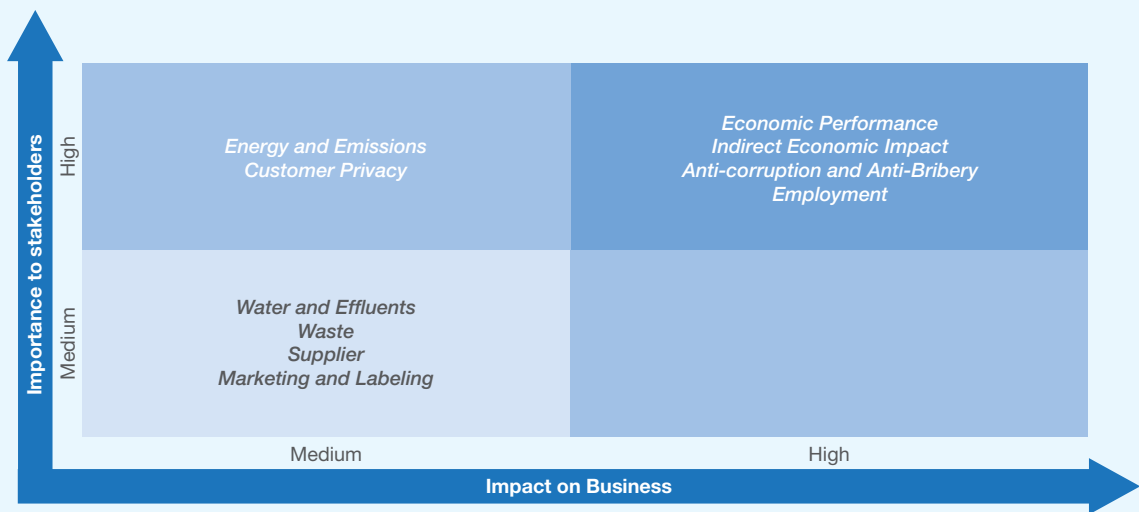 Importance to stakeholders
High
Energy and Emissions
Customer Privacy
Economic Performance
Indirect Economic Impact
Anti-corruption and Anti-Bribery
Employment
Medium
Water and Effluents
Waste
Supplier
Marketing and Labeling
Medium
High
Impact on Business